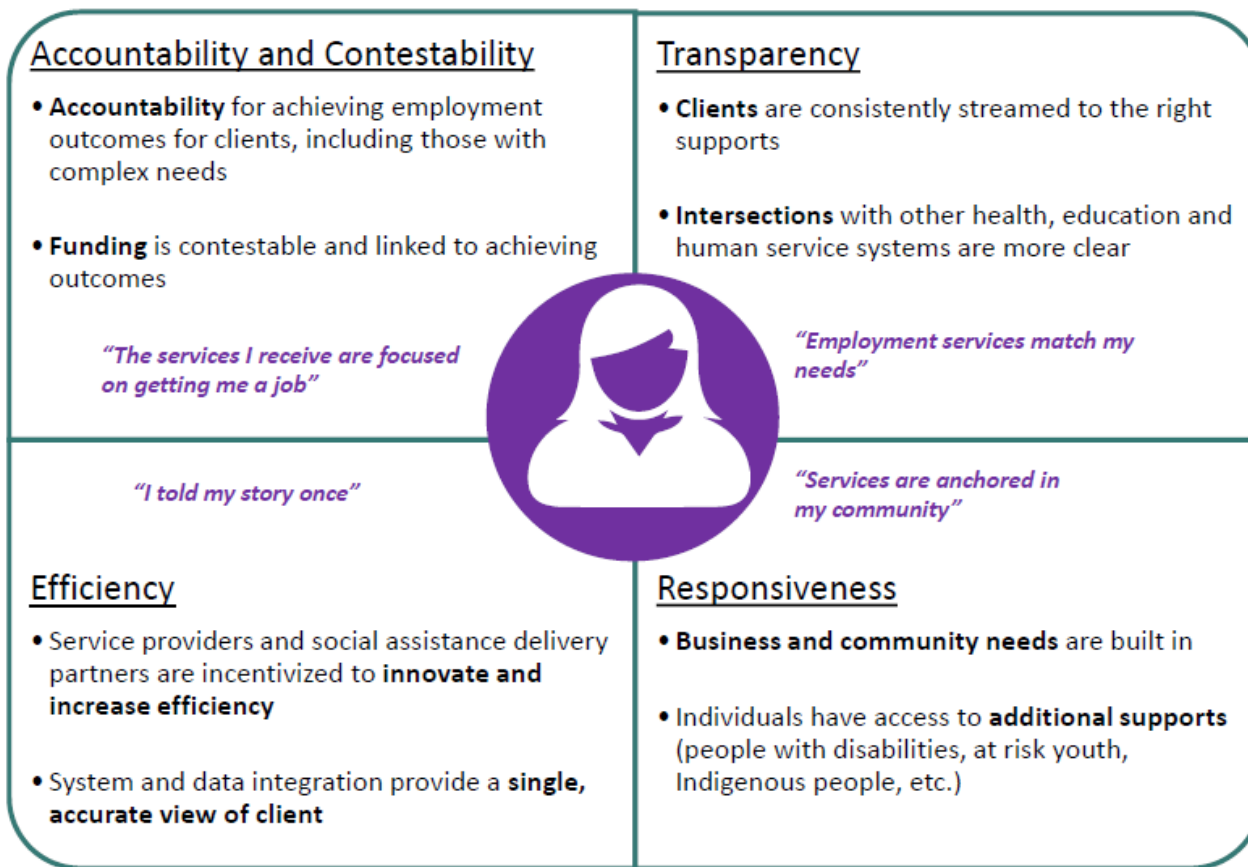 Accountability and Contestability
• Accountability for achieving employment
outcomes for clients, including those with
complex needs
• Funding is contestable and linked to achieving
outcomes
“The services I receive are focused
on getting me a job”
Transparency
• Clients are consistently streamed to the right
supports
• Intersections with other health, education and
human service systems are more clear
“Employment services match my
needs”
“I told my story once”
Efficiency
• Service providers and social assistance delivery
partners are incentivized to innovate and
increase efficiency
• System and data integration provide a single,
accurate view of client
“Services are anchored in
my community”
Responsiveness
• Business and community needs are built in
• Individuals have access to additional supports
(people with disabilities, at risk youth,
Indigenous people, etc.)